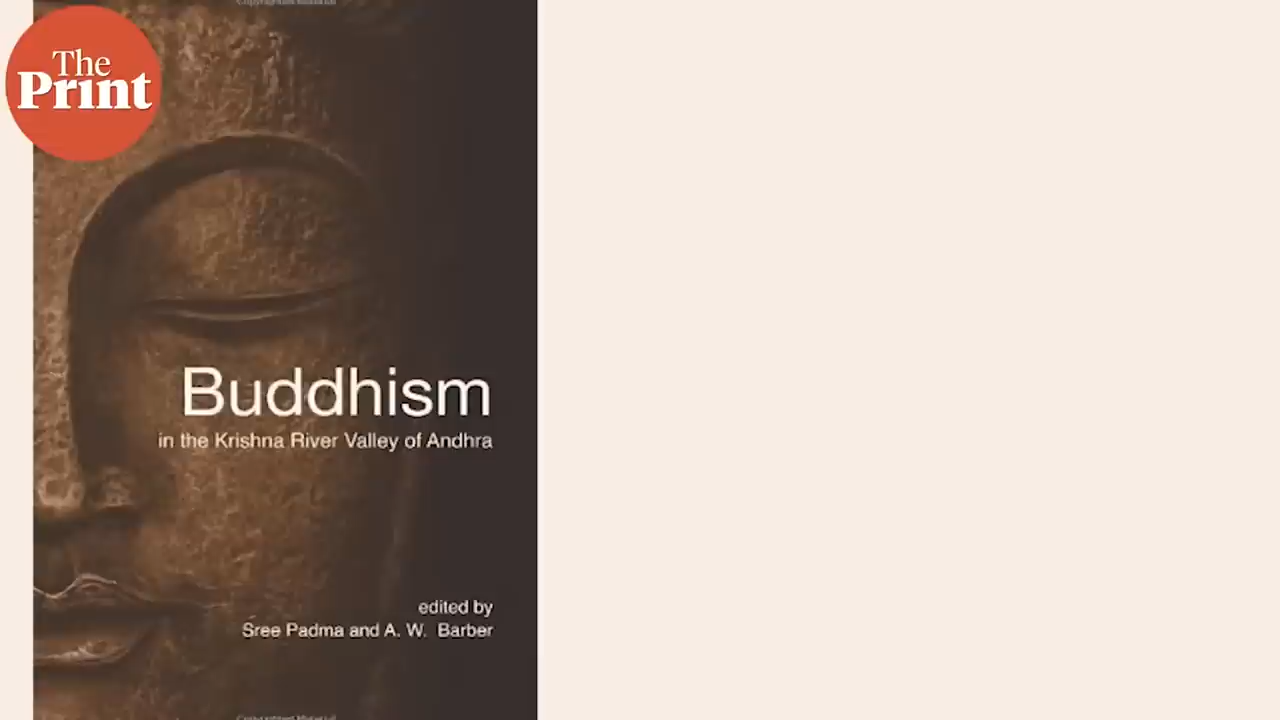 The
Print
Buddhism
in the Krishna River Valley of Andhra
edited by
Sree Padma and A. W. Barber